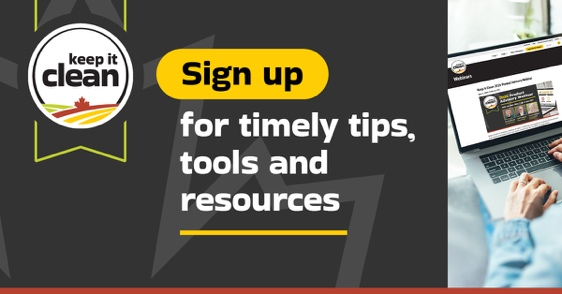 keep it
clean
Sign up
for timely tips,
tools and
resources
Webinars